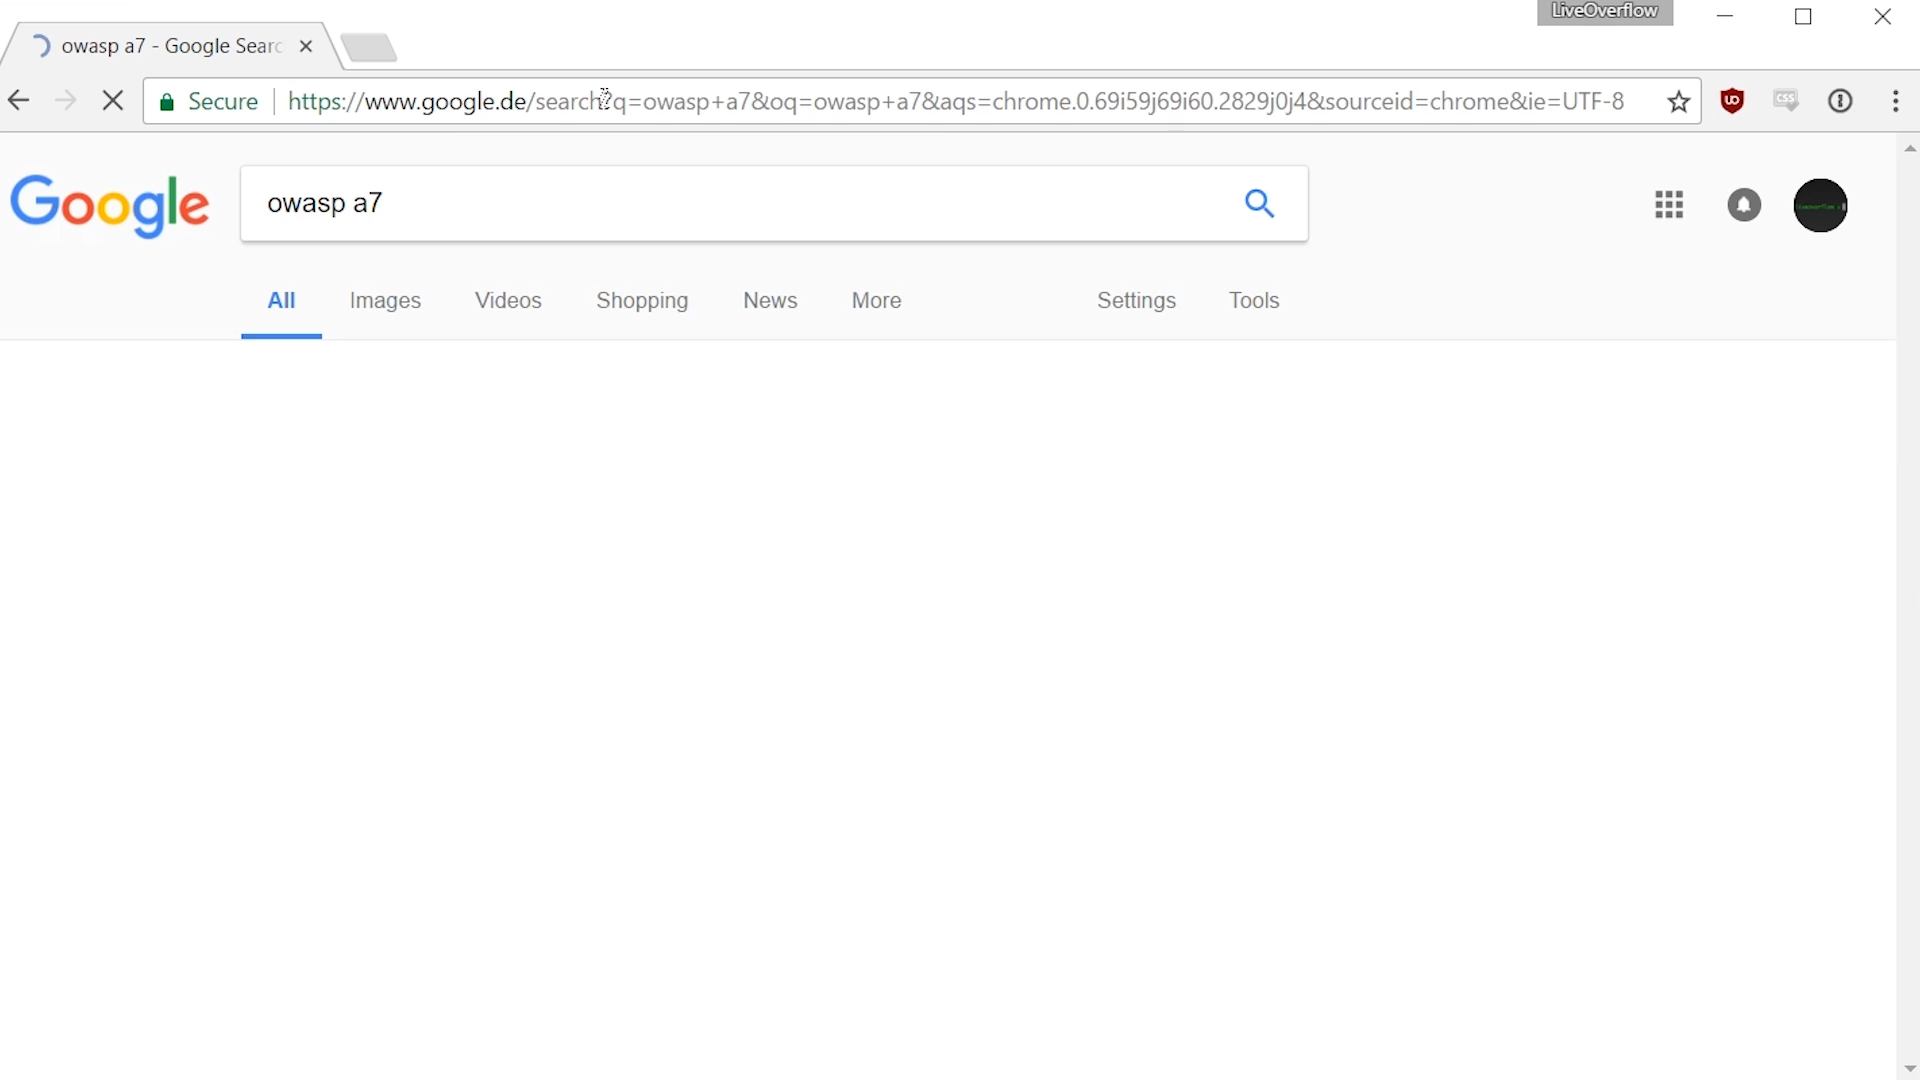 LiveOverflow
owasp a7 - Google Searc
Secure https://www.google.de/search?q=owasp+a7&oq=owasp+a7&aqs=chrome.0.69i59j69i60.2829j0j4&sourceid=chrome&ie=UTF-8
Google owasp a7
All Images Videos Shopping News More Settings Tools